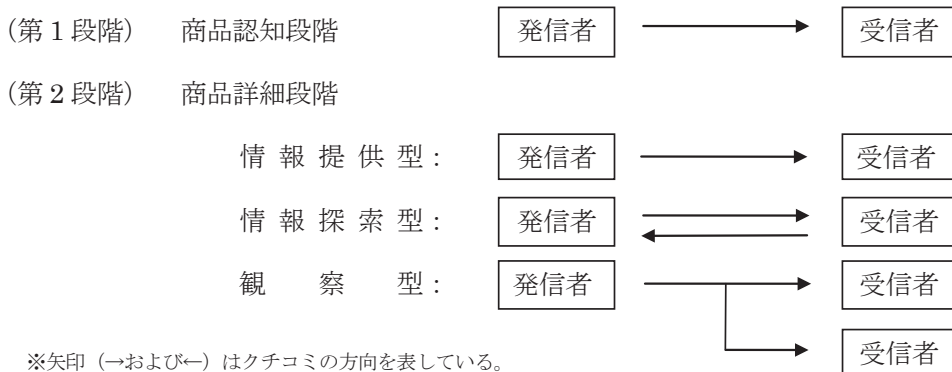 (第1段階) 商品認知段階 発信者 受信者
(第2段階) 商品詳細段階
情報提供型: 発信者 受信者
情報探索型: 発信者 受信者
観察型: 発信者 受信者
受信者
※矢印(→および←)はクチコミの方向を表している。